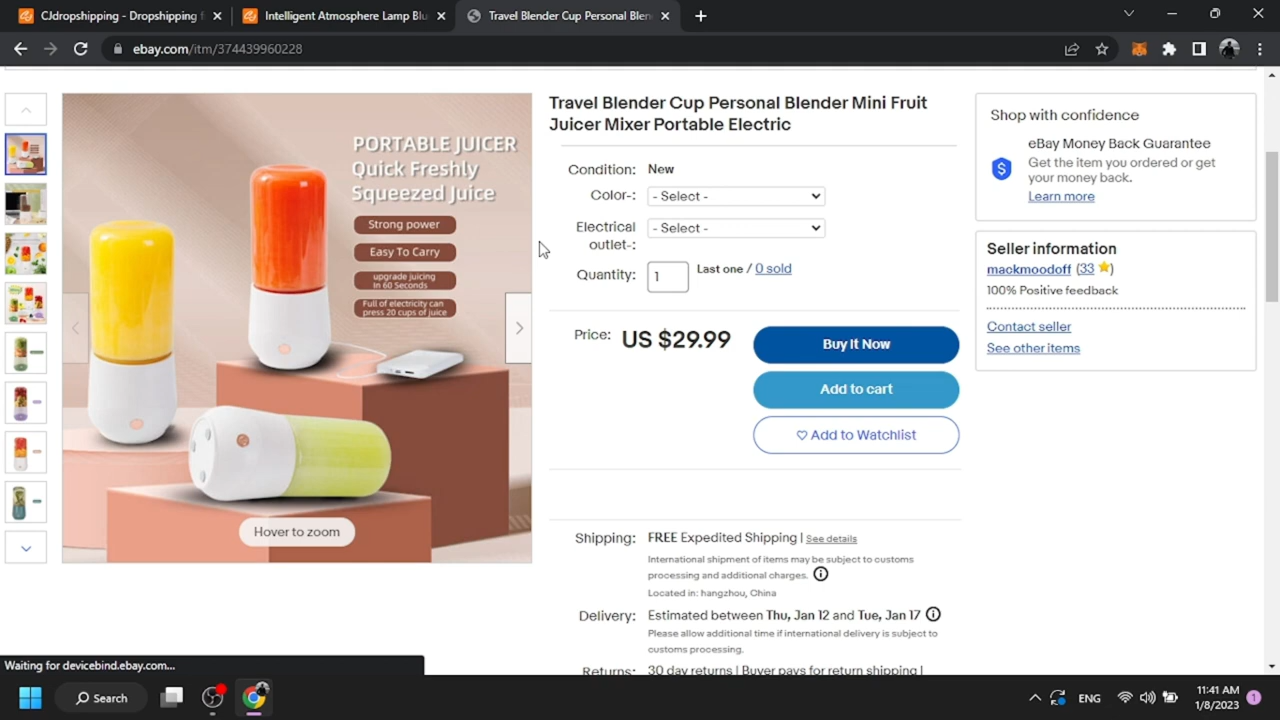 CJdropshipping - Dropshipping f
Intelligent Atmosphere Lamp Blu
Travel Blender Cup Personal Blen
ebay.com/itm/374439960228
PORTABLE JUICER
Quick Freshly
Squeezed Juice
Strong power
Easy To Carry
upgrade juicing
In 60 Seconds
Full of electricity can
press 20 cups of juice
Hover to zoom
Travel Blender Cup Personal Blender Mini Fruit
Juicer Mixer Portable Electric
Condition: New
Color-: - Select -
Electrical
outlet-: - Select -
Quantity: 1 Last one / 0 sold
Price: US $29.99
Buy It Now
Add to cart
Add to Watchlist
Shipping: FREE Expedited Shipping | See details
International shipment of items may be subject to customs
processing and additional charges.
Located in: hangzhou, China
Delivery: Estimated between Thu, Jan 12 and Tue, Jan 17
Please allow additional time if international delivery is subject to
customs processing.
Returns: 30 day returns | Buyer pays for return shipping |
Shop with confidence
eBay Money Back Guarantee
Get the item you ordered or get
your money back.
Learn more
Seller information
mackmoodoff (33)
100% Positive feedback
Contact seller
See other items
Waiting for devicebind.ebay.com...
Search
ENG
11:41 AM
1/8/2023
1